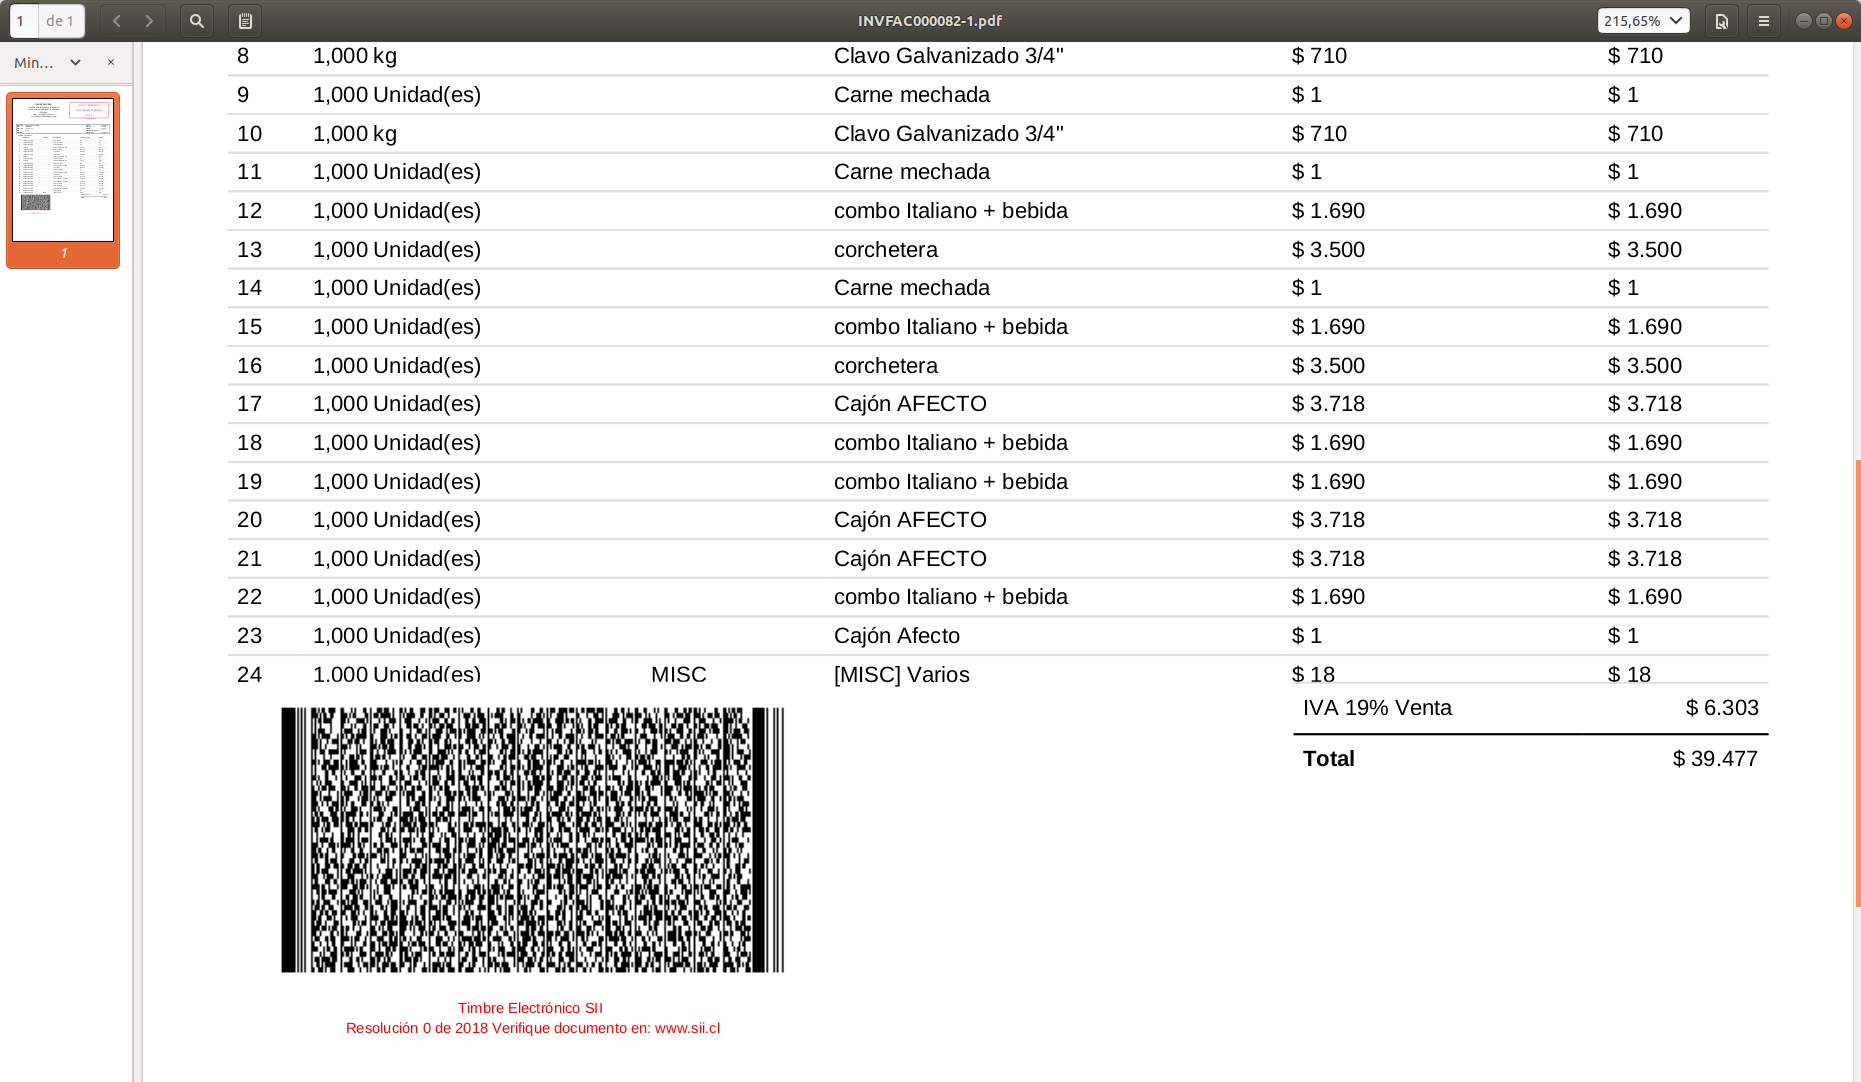 1 de 1 INVFAC000082-1.pdf 215,65%
Min...
1
8 1,000 kg Clavo Galvanizado 3/4" $ 710 $ 710
9 1,000 Unidad(es) Carne mechada $ 1 $ 1
10 1,000 kg Clavo Galvanizado 3/4" $ 710 $ 710
11 1,000 Unidad(es) Carne mechada $ 1 $ 1
12 1,000 Unidad(es) combo Italiano + bebida $ 1.690 $ 1.690
13 1,000 Unidad(es) corchetera $ 3.500 $ 3.500
14 1,000 Unidad(es) Carne mechada $ 1 $ 1
15 1,000 Unidad(es) combo Italiano + bebida $ 1.690 $ 1.690
16 1,000 Unidad(es) corchetera $ 3.500 $ 3.500
17 1,000 Unidad(es) Cajón AFECTO $ 3.718 $ 3.718
18 1,000 Unidad(es) combo Italiano + bebida $ 1.690 $ 1.690
19 1,000 Unidad(es) combo Italiano + bebida $ 1.690 $ 1.690
20 1,000 Unidad(es) Cajón AFECTO $ 3.718 $ 3.718
21 1,000 Unidad(es) Cajón AFECTO $ 3.718 $ 3.718
22 1,000 Unidad(es) combo Italiano + bebida $ 1.690 $ 1.690
23 1,000 Unidad(es) Cajón Afecto $ 1 $ 1
24 1,000 Unidad(es) MISC [MISC] Varios $ 18 $ 18
IVA 19% Venta $ 6.303
Total $ 39.477
Timbre Electrónico SII
Resolución 0 de 2018 Verifique documento en: www.sii.cl